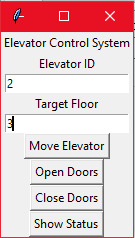 Elevator Control System
Elevator ID
2
Target Floor
3
Move Elevator
Open Doors
Close Doors
Show Status